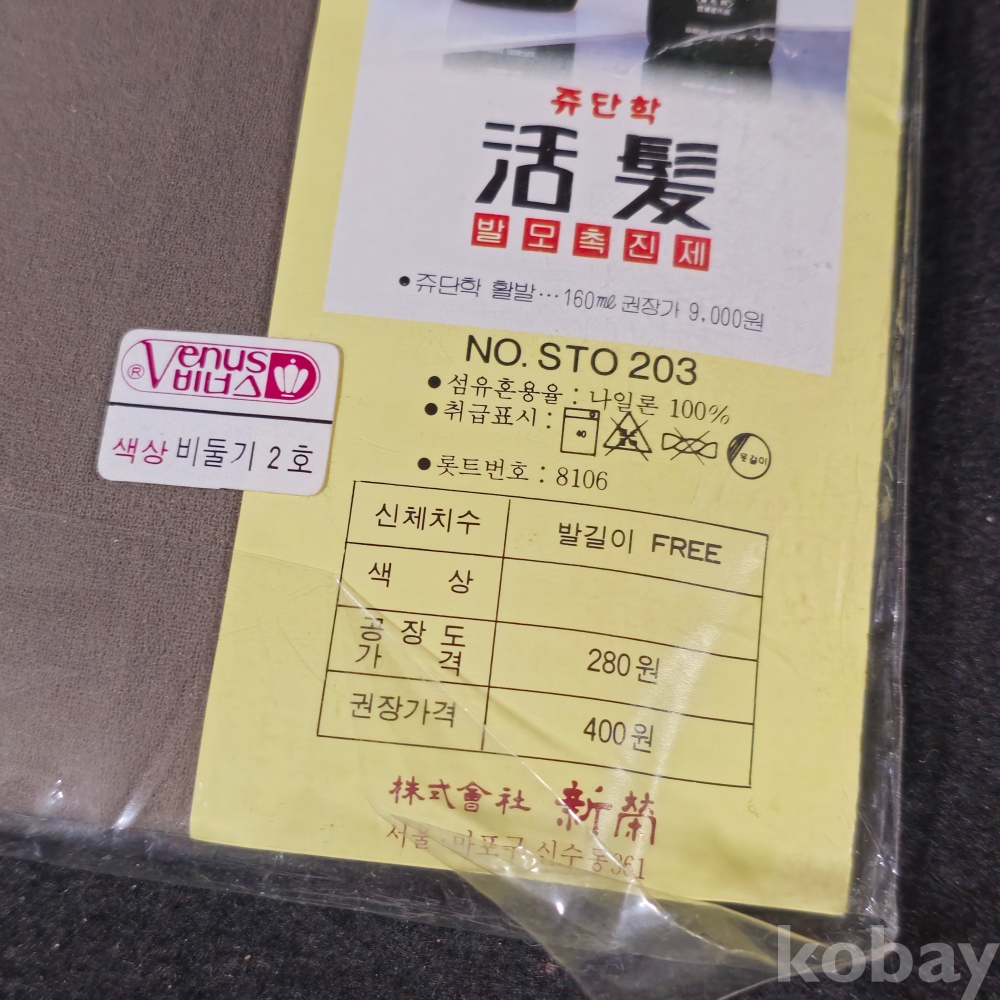 쥬단학
活髪
발모촉진제
•쥬단학 활발…160㎖ 권장가 9,000원
NO. STO 203
•섬유혼용율 : 나일론 100%
•취급표시 : 40 옷걸이
•롯트번호 : 8106
Venus
®비너스
색상 비둘기 2호
신체치수 발길이 FREE
색 상
공장도
가 격 280원
권장가격 400원
株式會社 新榮
서울·마포구 신수동361
kobay